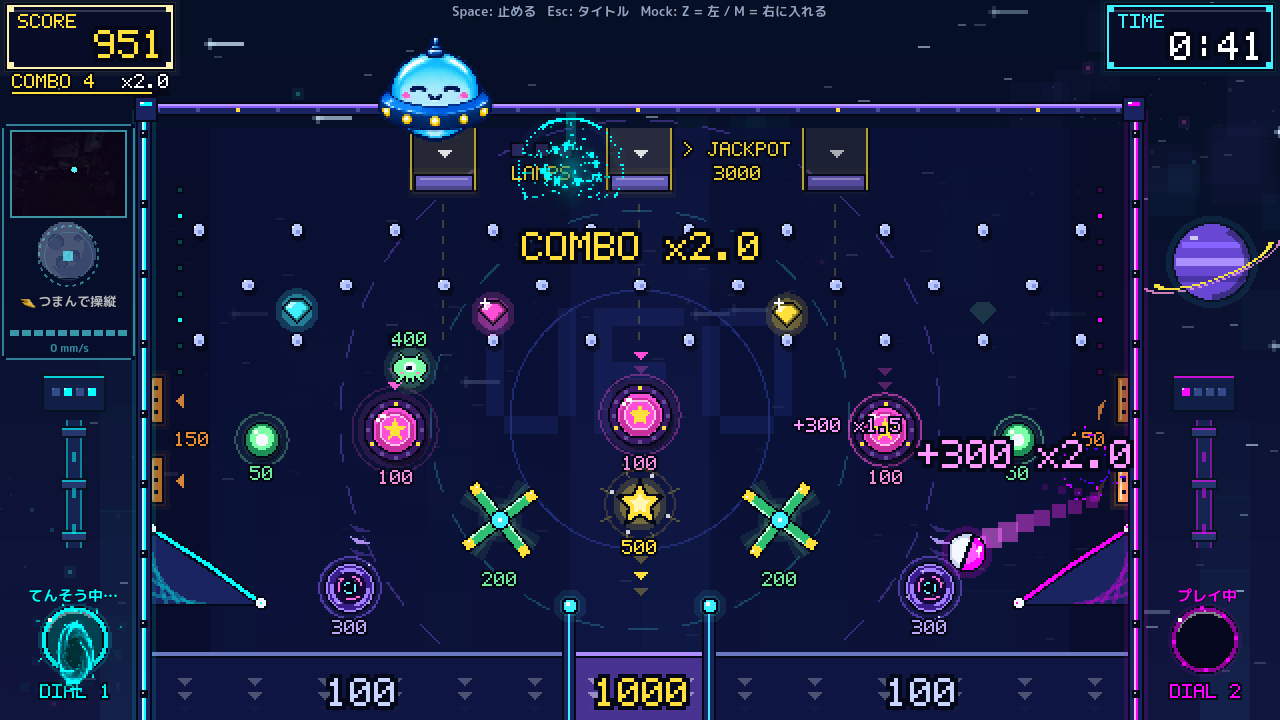 Space: 止める Esc: タイトル Mock: Z = 左 / M = 右に入れる
SCORE
951
COMBO 4 x2.0
TIME
0:41
LAMPS
> JACKPOT
3000
COMBO x2.0
つまんで操縦
0 mm/s
400
150
50
100
100
+300 x1.5
100
+300 x2.0
50
150
500
200
200
300
300
てんそう中…
DIAL 1
プレイ中
DIAL 2
100
1000
100